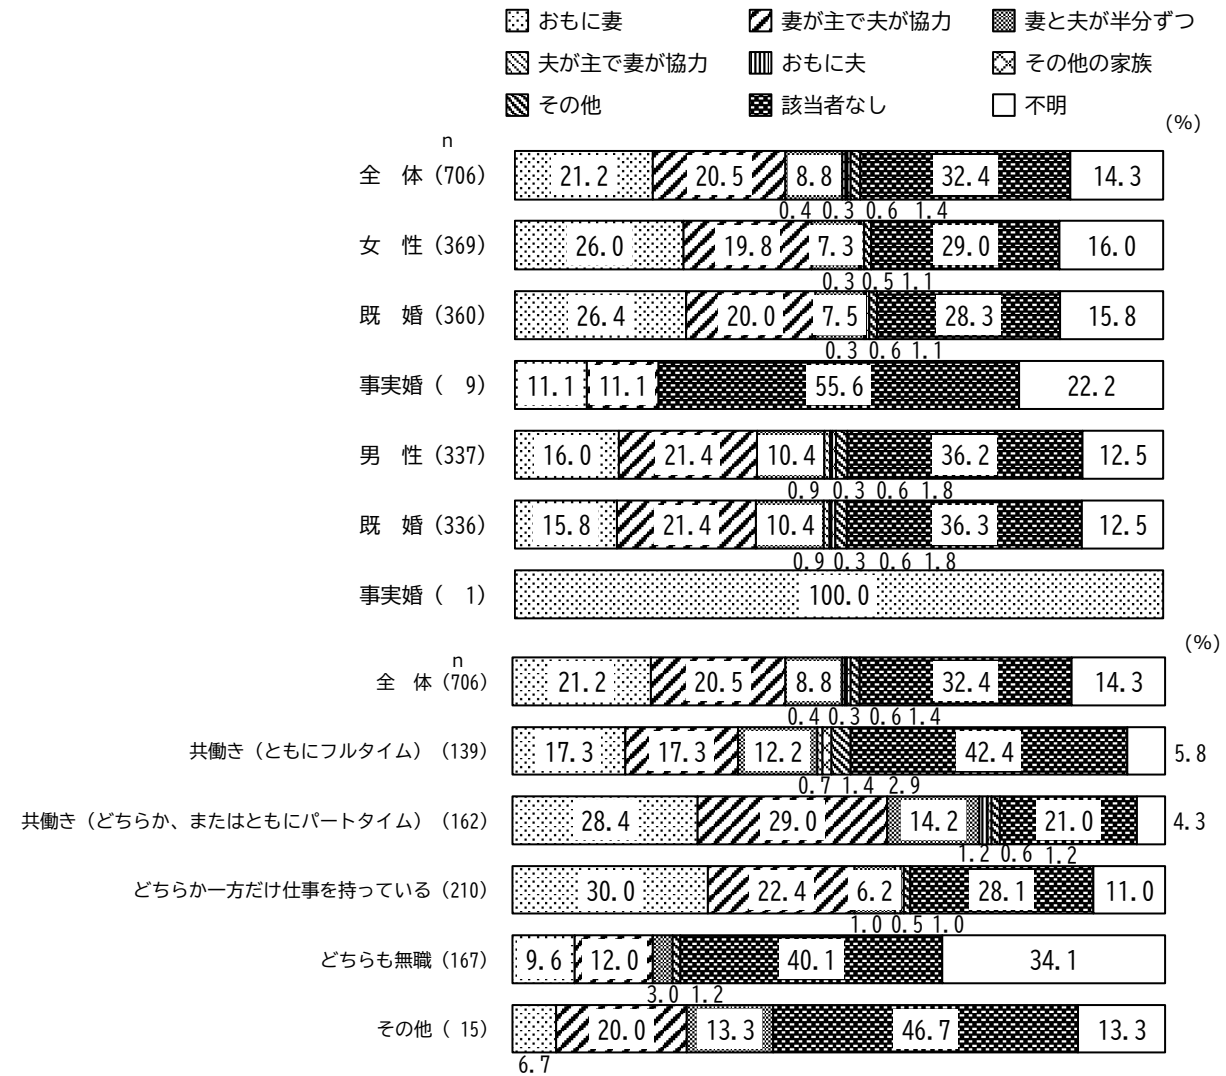 おもに妻 妻が主で夫が協力 妻と夫が半分ずつ
夫が主で妻が協力 おもに夫 その他の家族
その他 該当者なし 不明
(%)
n
全 体 (706) 21.2 20.5 8.8 32.4 14.3
0.4 0.3 0.6 1.4
女 性 (369) 26.0 19.8 7.3 29.0 16.0
0.3 0.5 1.1
既 婚 (360) 26.4 20.0 7.5 28.3 15.8
0.3 0.6 1.1
事実婚 ( 9) 11.1 11.1 55.6 22.2
男 性 (337) 16.0 21.4 10.4 36.2 12.5
0.9 0.3 0.6 1.8
既 婚 (336) 15.8 21.4 10.4 36.3 12.5
0.9 0.3 0.6 1.8
事実婚 ( 1) 100.0
(%)
n
全 体 (706) 21.2 20.5 8.8 32.4 14.3
0.4 0.3 0.6 1.4
共働き（ともにフルタイム） (139) 17.3 17.3 12.2 42.4 5.8
0.7 1.4 2.9
共働き（どちらか、またはともにパートタイム） (162) 28.4 29.0 14.2 21.0 4.3
1.2 0.6 1.2
どちらか一方だけ仕事を持っている (210) 30.0 22.4 6.2 28.1 11.0
1.0 0.5 1.0
どちらも無職 (167) 9.6 12.0 40.1 34.1
3.0 1.2
その他 ( 15) 20.0 13.3 46.7 13.3
6.7